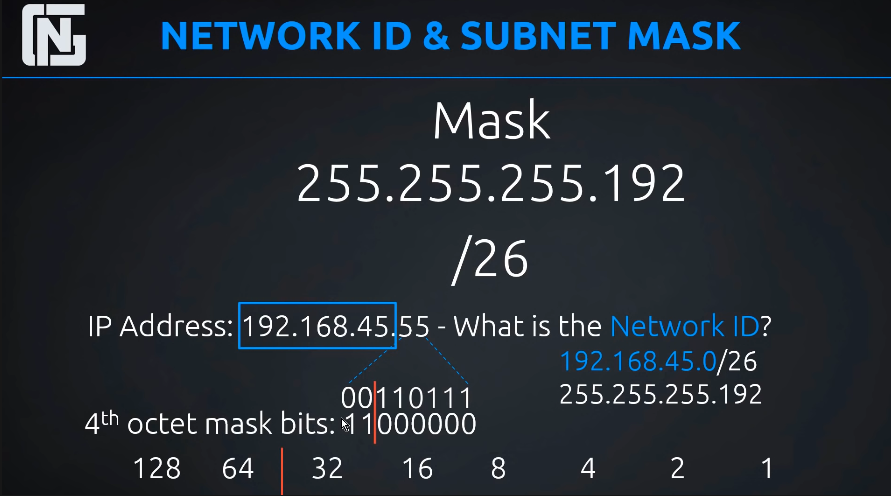 NG
NETWORK ID & SUBNET MASK
Mask
255.255.255.192
/26
IP Address: 192.168.45.55 - What is the Network ID?
192.168.45.0/26
255.255.255.192
00110111
4th octet mask bits: 11000000
128 64 32 16 8 4 2 1